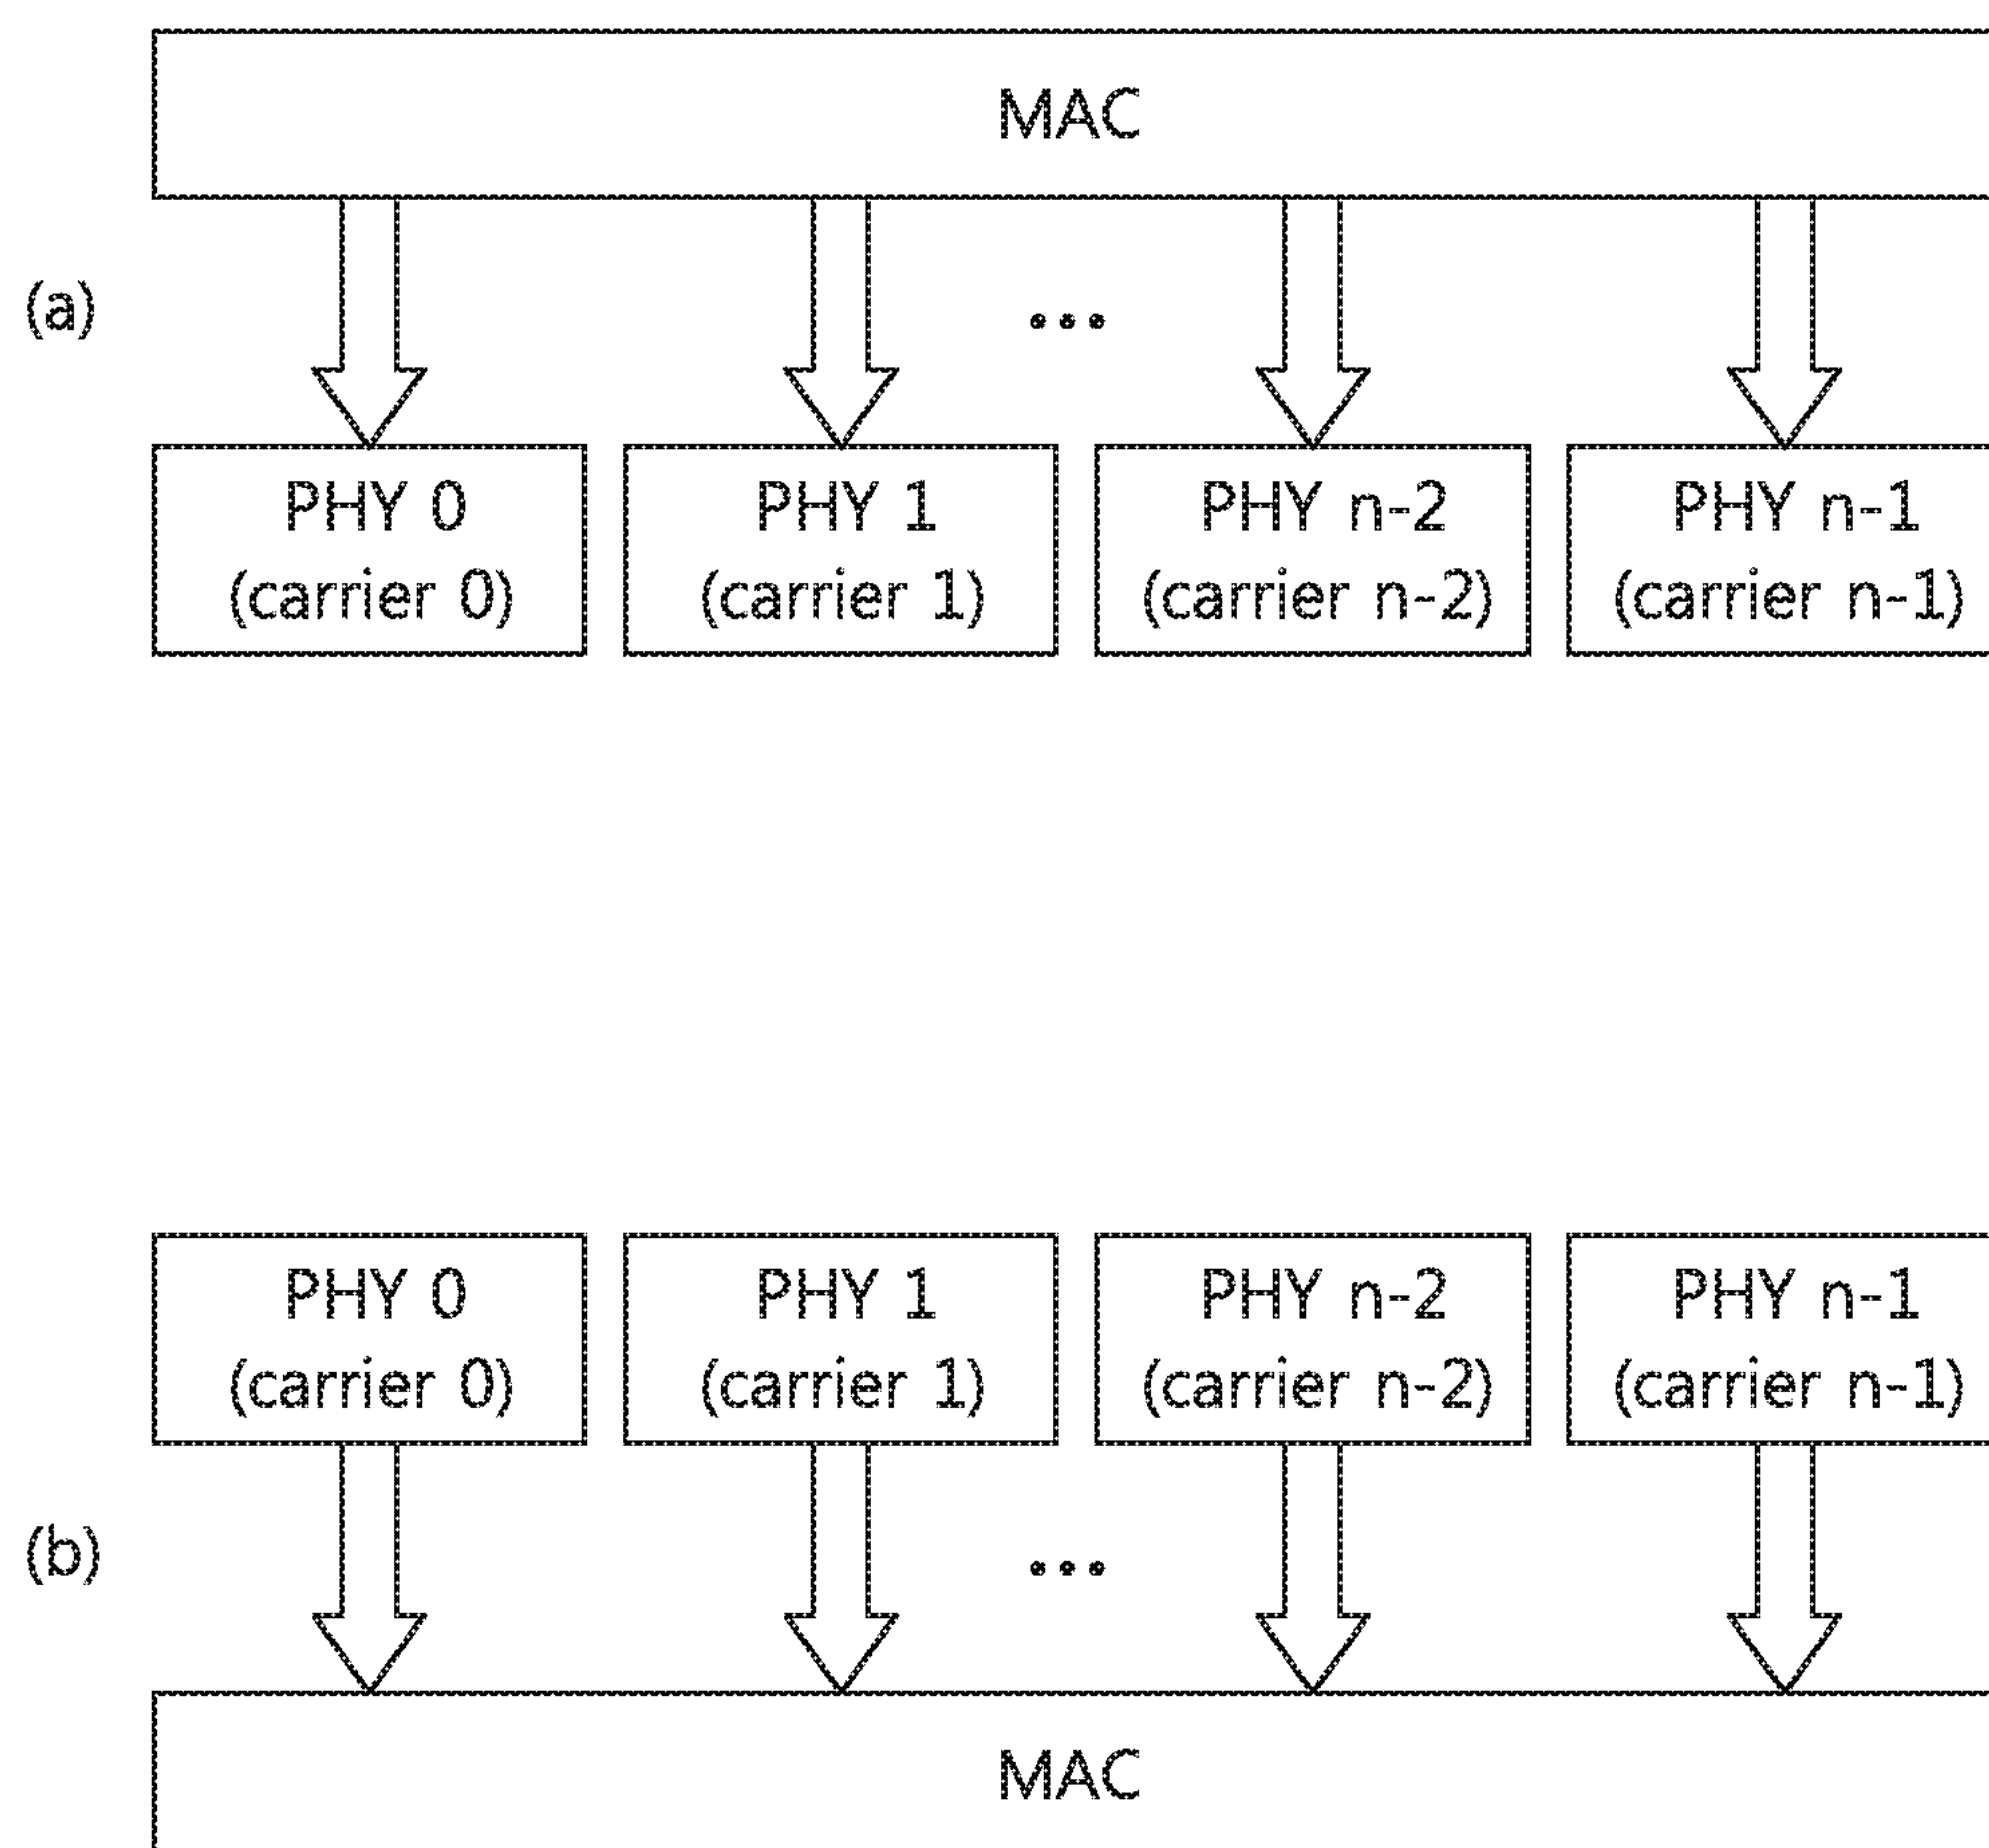 MAC
(a)
...
PHY 0
(carrier 0)
PHY 1
(carrier 1)
PHY n-2
(carrier n-2)
PHY n-1
(carrier n-1)
PHY 0
(carrier 0)
PHY 1
(carrier 1)
PHY n-2
(carrier n-2)
PHY n-1
(carrier n-1)
(b)
...
MAC